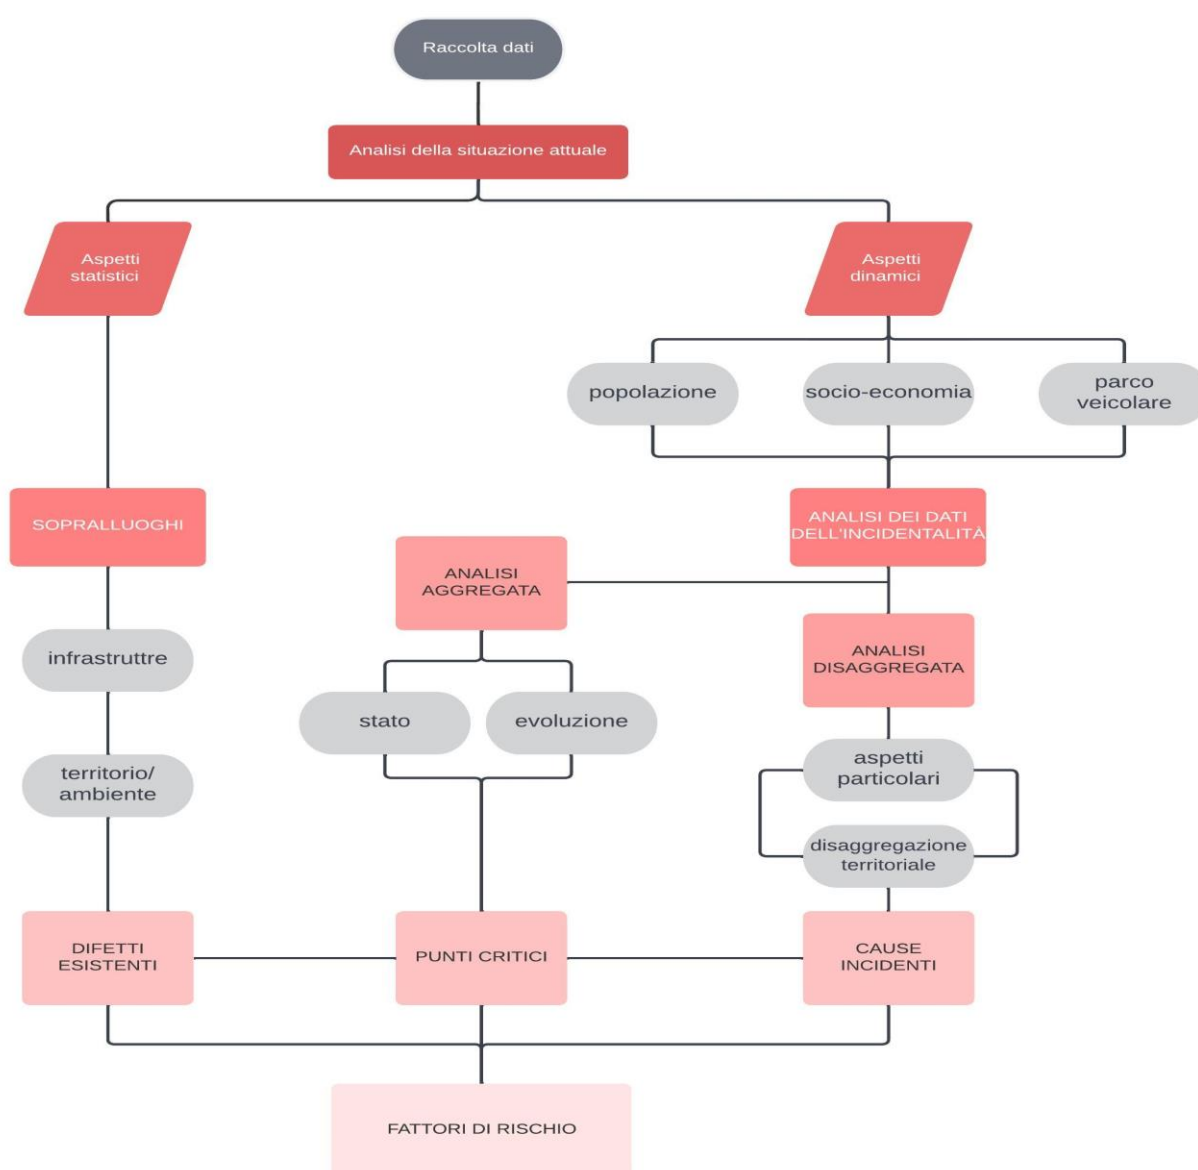 Raccolta dati
Analisi della situazione attuale
Aspetti
statistici
Aspetti
dinamici
popolazione
socio-economia
parco
veicolare
SOPRALLUOGHI
ANALISI DEI DATI
DELL'INCIDENTALITÀ
ANALISI
AGGREGATA
infrastruttre
ANALISI
DISAGGREGATA
stato
evoluzione
territorio/
ambiente
aspetti
particolari
disaggregazione
territoriale
DIFETTI
ESISTENTI
PUNTI CRITICI
CAUSE
INCIDENTI
FATTORI DI RISCHIO